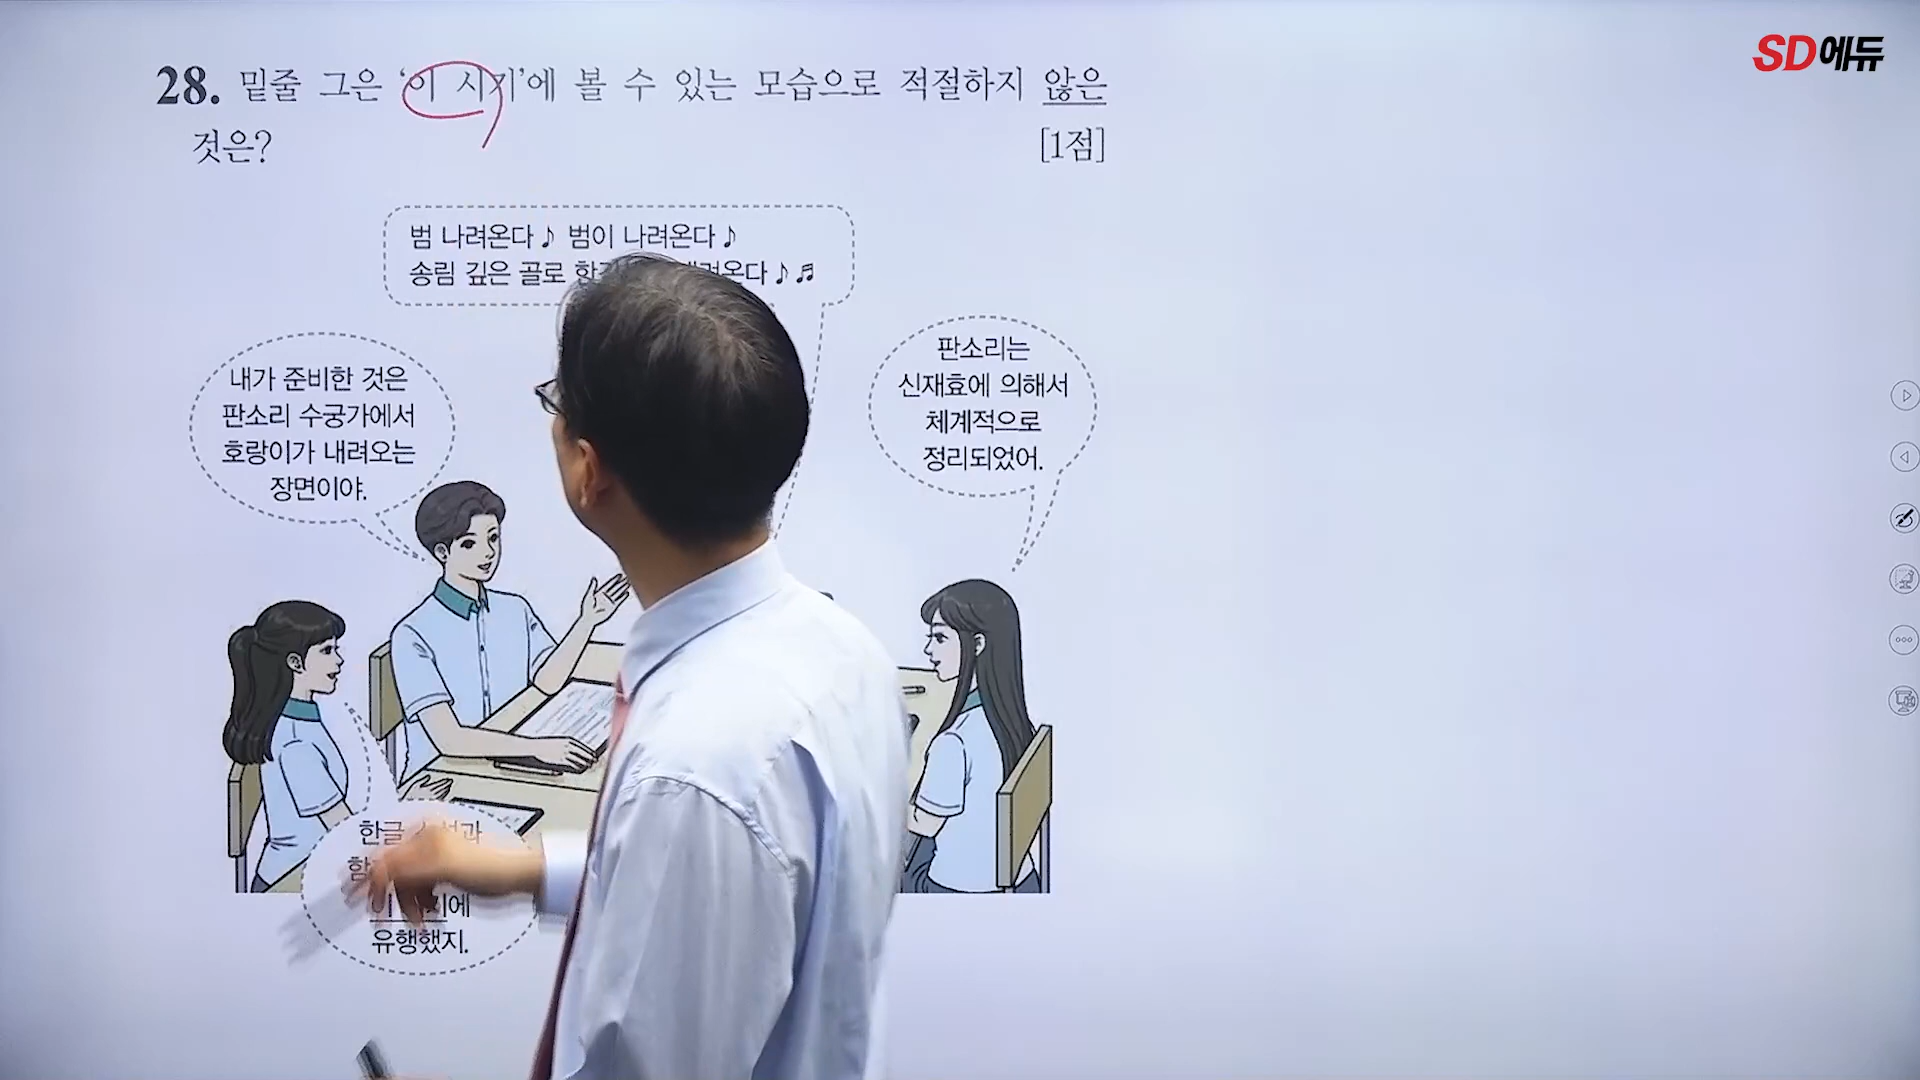 SD에듀
28. 밑줄 그은 '이 시기'에 볼 수 있는 모습으로 적절하지 않은
것은? [1점]
범 나려온다♪ 범이 나려온다♪
송림 깊은 골로 온다♪♬
내가 준비한 것은
판소리 수궁가에서
호랑이가 내려오는
장면이야.
판소리는
신재효에 의해서
체계적으로
정리되었어.
한글
유행했지.